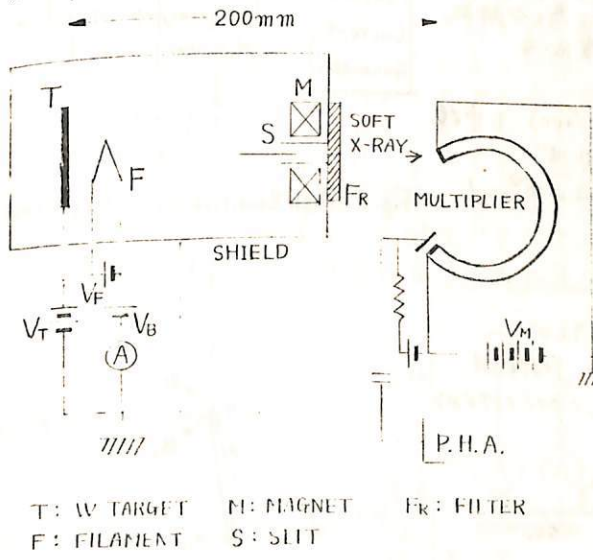 200mm
T
M
S
F
FR
SOFT
X-RAY
MULTIPLIER
SHIELD
VF
VT
VB
A
VM
P.H.A.
T: W TARGET M: MAGNET FR: FILTER
F: FILAMENT S: SLIT